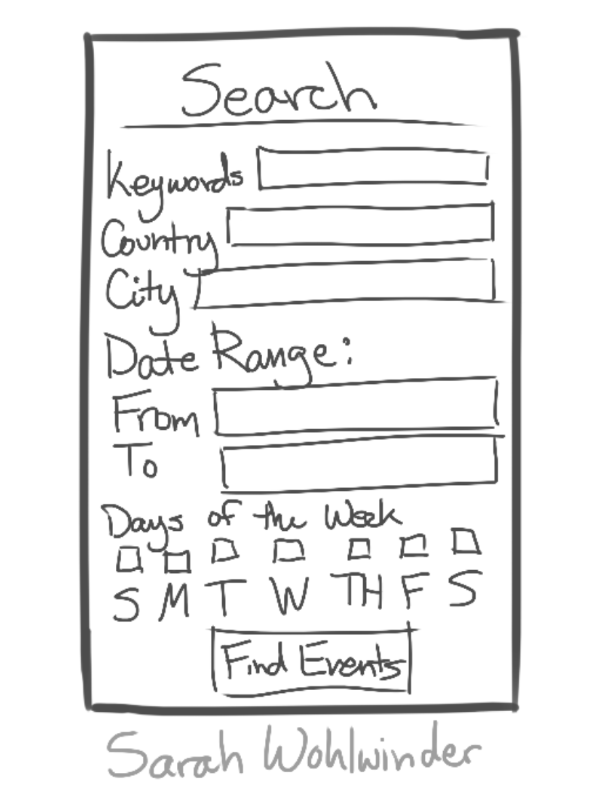 Search
Keywords
Country
City
Date Range:
From
To
Days of the Week
S M T W TH F S
Find Events
Sarah Wohlwinder